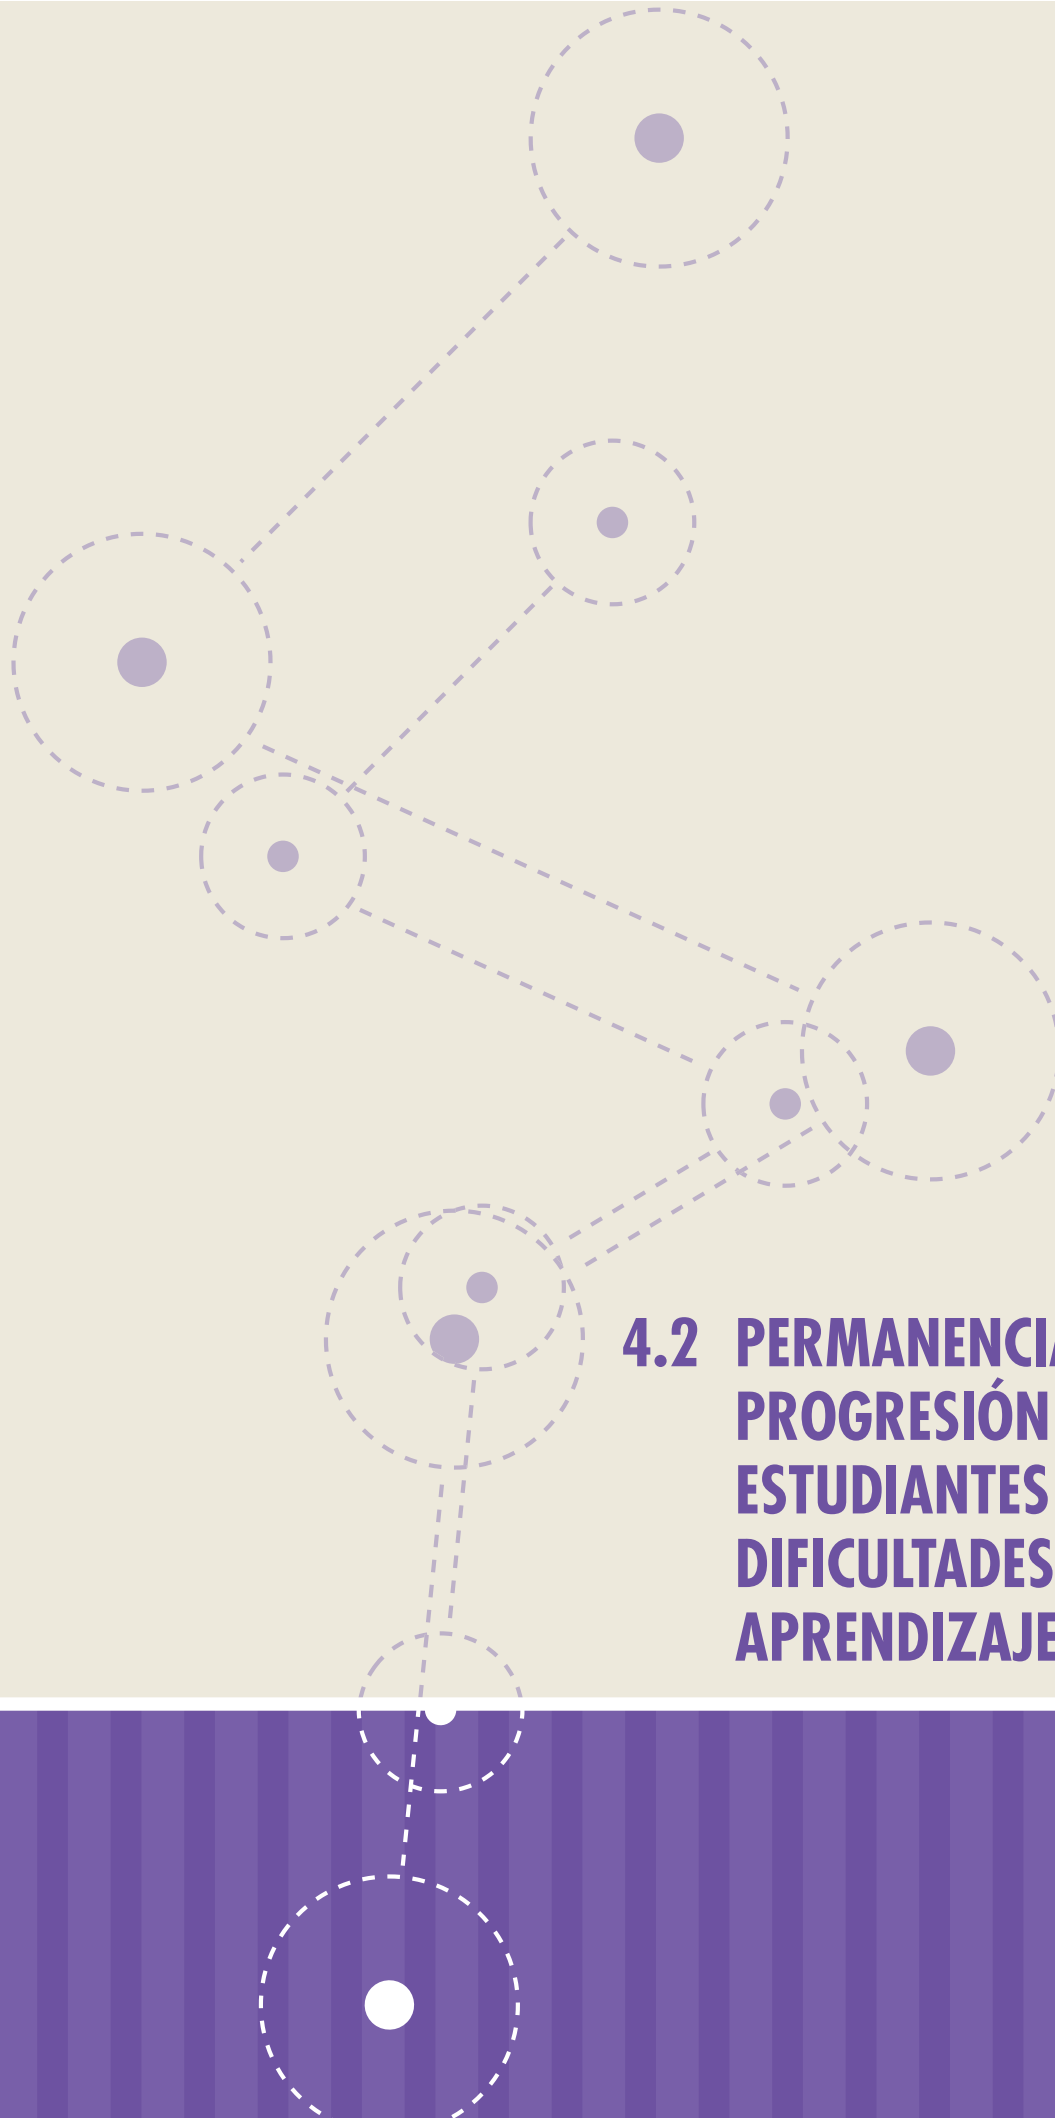 4.2 PERMANENCIA
PROGRESIÓN
ESTUDIANTES
DIFICULTADES
APRENDIZAJE